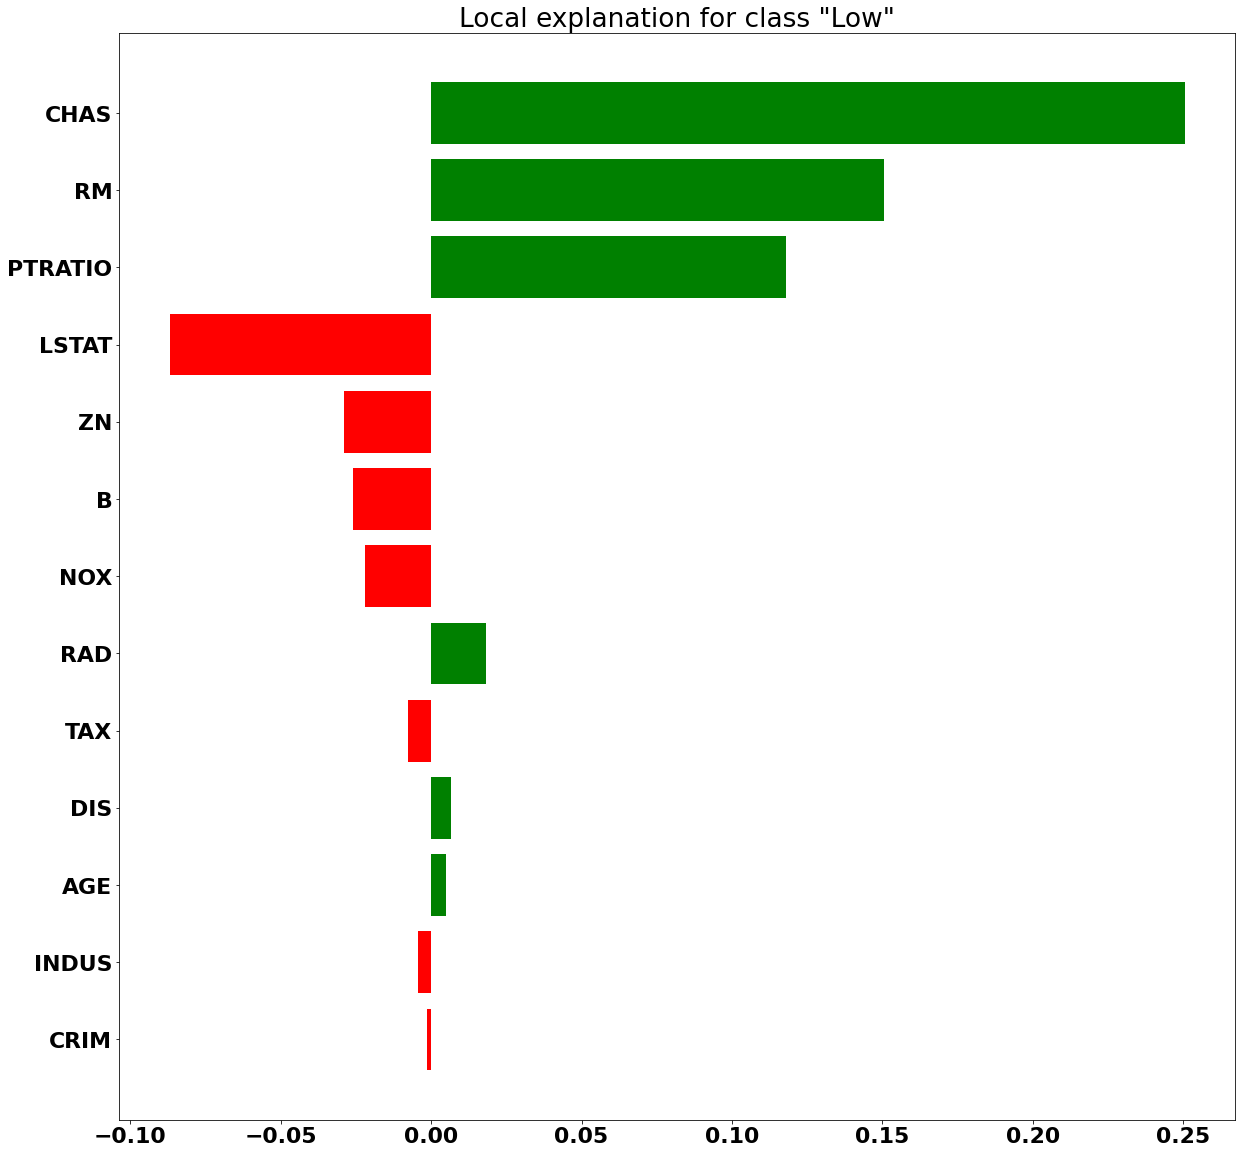 Local explanation for class "Low"
CHAS
RM
PTRATIO
LSTAT
ZN
B
NOX
RAD
TAX
DIS
AGE
INDUS
CRIM
−0.10 −0.05 0.00 0.05 0.10 0.15 0.20 0.25